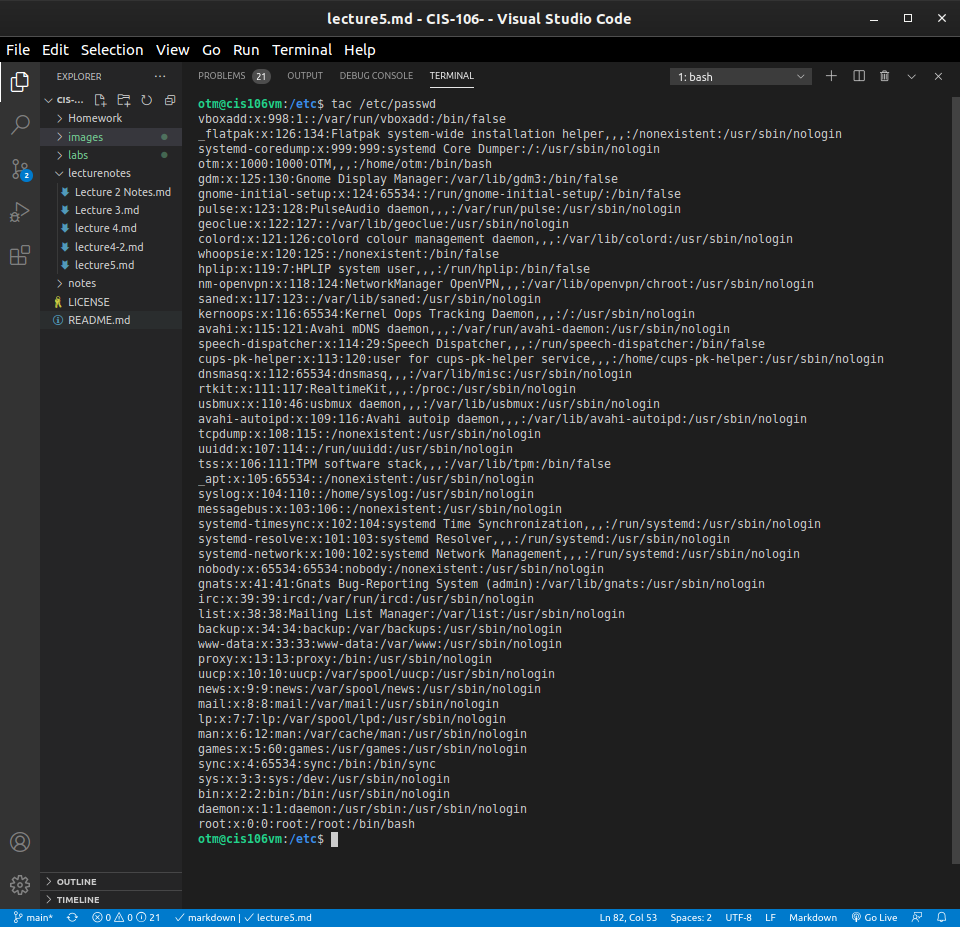 lecture5.md - CIS-106- - Visual Studio Code
File Edit Selection View Go Run Terminal Help
EXPLORER
CIS-...
Homework
images
labs
lecturenotes
Lecture 2 Notes.md
Lecture 3.md
lecture 4.md
lecture4-2.md
lecture5.md
notes
LICENSE
README.md
OUTLINE
TIMELINE
2
PROBLEMS 21 OUTPUT DEBUG CONSOLE TERMINAL 1: bash
otm@cis106vm:/etc$ tac /etc/passwd
vboxadd:x:998:1::/var/run/vboxadd:/bin/false
_flatpak:x:126:134:Flatpak system-wide installation helper,,,:/nonexistent:/usr/sbin/nologin
systemd-coredump:x:999:999:systemd Core Dumper:/:/usr/sbin/nologin
otm:x:1000:1000:OTM,,,:/home/otm:/bin/bash
gdm:x:125:130:Gnome Display Manager:/var/lib/gdm3:/bin/false
gnome-initial-setup:x:124:65534::/run/gnome-initial-setup/:/bin/false
pulse:x:123:128:PulseAudio daemon,,,:/var/run/pulse:/usr/sbin/nologin
geoclue:x:122:127::/var/lib/geoclue:/usr/sbin/nologin
colord:x:121:126:colord colour management daemon,,,:/var/lib/colord:/usr/sbin/nologin
whoopsie:x:120:125::/nonexistent:/bin/false
hplip:x:119:7:HPLIP system user,,,:/run/hplip:/bin/false
nm-openvpn:x:118:124:NetworkManager OpenVPN,,,:/var/lib/openvpn/chroot:/usr/sbin/nologin
saned:x:117:123::/var/lib/saned:/usr/sbin/nologin
kernoops:x:116:65534:Kernel Oops Tracking Daemon,,,:/:/usr/sbin/nologin
avahi:x:115:121:Avahi mDNS daemon,,,:/var/run/avahi-daemon:/usr/sbin/nologin
speech-dispatcher:x:114:29:Speech Dispatcher,,,:/run/speech-dispatcher:/bin/false
cups-pk-helper:x:113:120:user for cups-pk-helper service,,,:/home/cups-pk-helper:/usr/sbin/nologin
dnsmasq:x:112:65534:dnsmasq,,,:/var/lib/misc:/usr/sbin/nologin
rtkit:x:111:117:RealtimeKit,,,:/proc:/usr/sbin/nologin
usbmux:x:110:46:usbmux daemon,,,:/var/lib/usbmux:/usr/sbin/nologin
avahi-autoipd:x:109:116:Avahi autoip daemon,,,:/var/lib/avahi-autoipd:/usr/sbin/nologin
tcpdump:x:108:115::/nonexistent:/usr/sbin/nologin
uuidd:x:107:114::/run/uuidd:/usr/sbin/nologin
tss:x:106:111:TPM software stack,,,:/var/lib/tpm:/bin/false
_apt:x:105:65534::/nonexistent:/usr/sbin/nologin
syslog:x:104:110::/home/syslog:/usr/sbin/nologin
messagebus:x:103:106::/nonexistent:/usr/sbin/nologin
systemd-timesync:x:102:104:systemd Time Synchronization,,,:/run/systemd:/usr/sbin/nologin
systemd-resolve:x:101:103:systemd Resolver,,,:/run/systemd:/usr/sbin/nologin
systemd-network:x:100:102:systemd Network Management,,,:/run/systemd:/usr/sbin/nologin
nobody:x:65534:65534:nobody:/nonexistent:/usr/sbin/nologin
gnats:x:41:41:Gnats Bug-Reporting System (admin):/var/lib/gnats:/usr/sbin/nologin
irc:x:39:39:ircd:/var/run/ircd:/usr/sbin/nologin
list:x:38:38:Mailing List Manager:/var/list:/usr/sbin/nologin
backup:x:34:34:backup:/var/backups:/usr/sbin/nologin
www-data:x:33:33:www-data:/var/www:/usr/sbin/nologin
proxy:x:13:13:proxy:/bin:/usr/sbin/nologin
uucp:x:10:10:uucp:/var/spool/uucp:/usr/sbin/nologin
news:x:9:9:news:/var/spool/news:/usr/sbin/nologin
mail:x:8:8:mail:/var/mail:/usr/sbin/nologin
lp:x:7:7:lp:/var/spool/lpd:/usr/sbin/nologin
man:x:6:12:man:/var/cache/man:/usr/sbin/nologin
games:x:5:60:games:/usr/games:/usr/sbin/nologin
sync:x:4:65534:sync:/bin:/bin/sync
sys:x:3:3:sys:/dev:/usr/sbin/nologin
bin:x:2:2:bin:/bin:/usr/sbin/nologin
daemon:x:1:1:daemon:/usr/sbin:/usr/sbin/nologin
root:x:0:0:root:/root:/bin/bash
otm@cis106vm:/etc$
main* 0 0 21 markdown | lecture5.md Ln 82, Col 53 Spaces: 2 UTF-8 LF Markdown Go Live